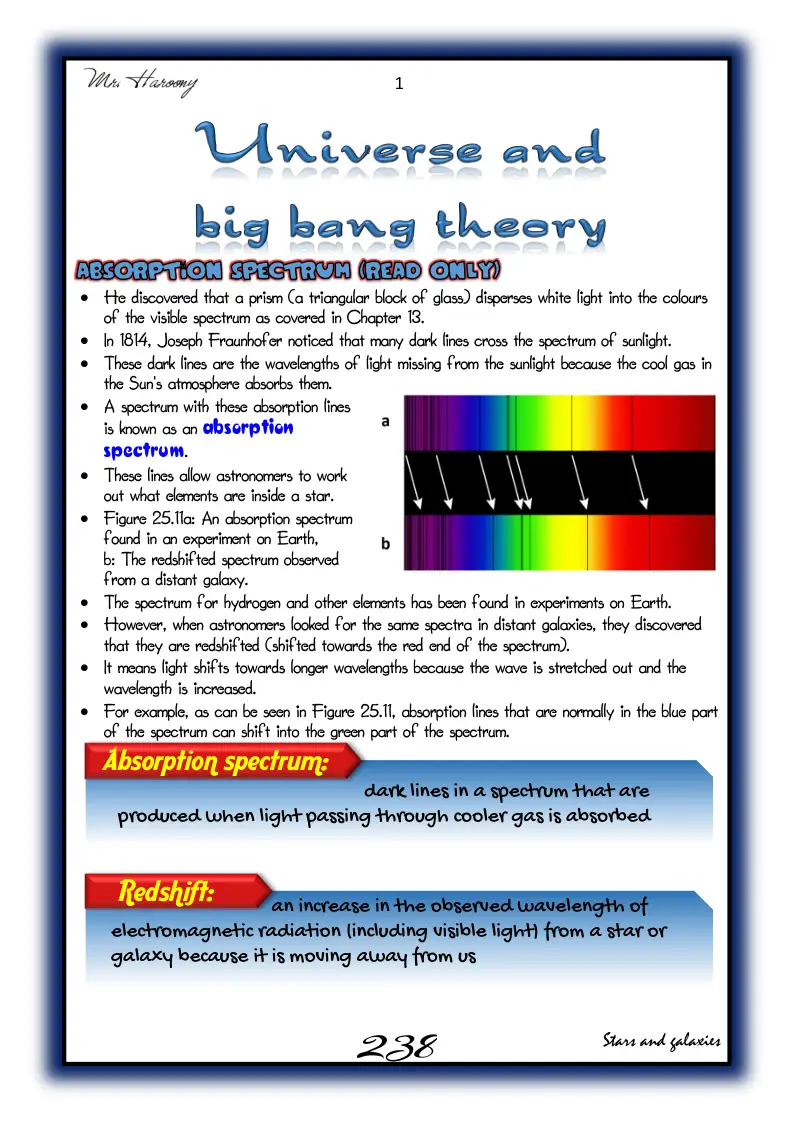 Mr. Haroony
1
Universe and
big bang theory
ABSORPTION SPECTRUM (READ ONLY)
• He discovered that a prism (a triangular block of glass) disperses white light into the colours
of the visible spectrum as covered in Chapter 13.
• In 1814, Joseph Fraunhofer noticed that many dark lines cross the spectrum of sunlight.
• These dark lines are the wavelengths of light missing from the sunlight because the cool gas in
the Sun's atmosphere absorbs them.
• A spectrum with these absorption lines
is known as an absorption
spectrum.
• These lines allow astronomers to work
out what elements are inside a star.
• Figure 25.11a: An absorption spectrum
found in an experiment on Earth,
b: The redshifted spectrum observed
from a distant galaxy.
a
b
• The spectrum for hydrogen and other elements has been found in experiments on Earth.
• However, when astronomers looked for the same spectra in distant galaxies, they discovered
that they are redshifted (shifted towards the red end of the spectrum).
• It means light shifts towards longer wavelengths because the wave is stretched out and the
wavelength is increased.
• For example, as can be seen in Figure 25.11, absorption lines that are normally in the blue part
of the spectrum can shift into the green part of the spectrum.
Absorption spectrum:
dark lines in a spectrum that are
produced when light passing through cooler gas is absorbed
Redshift:
an increase in the observed wavelength of
electromagnetic radiation (including visible light) from a star or
galaxy because it is moving away from us
238
Stars and galaxies